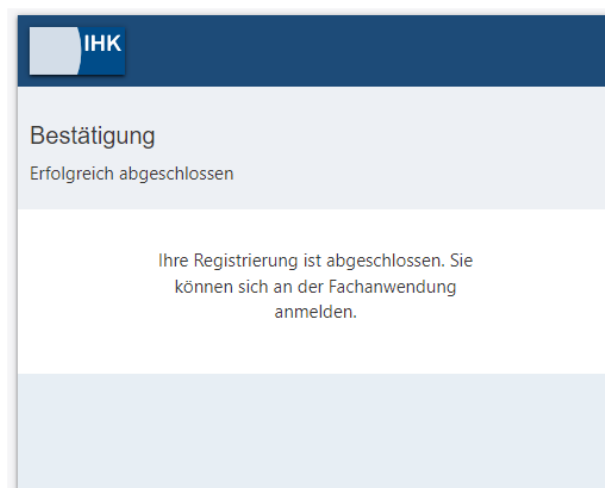 IHK
Bestätigung
Erfolgreich abgeschlossen
Ihre Registrierung ist abgeschlossen. Sie
können sich an der Fachanwendung
anmelden.